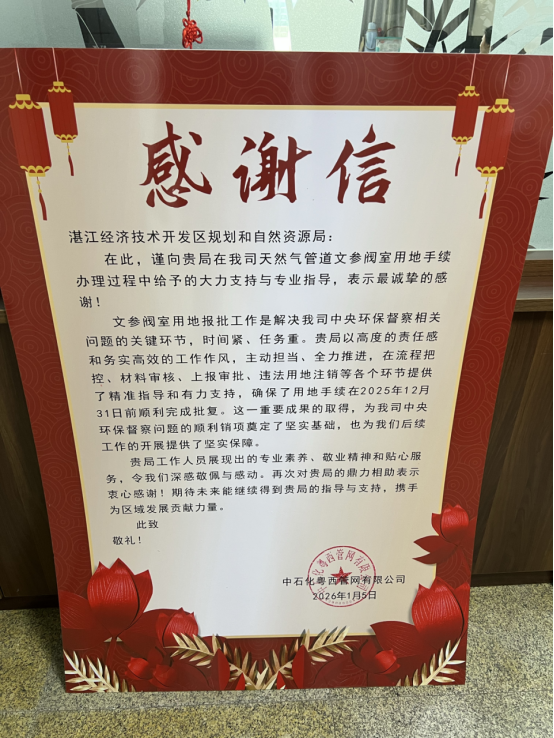 感谢信
湛江经济技术开发区规划和自然资源局：
在此，谨向贵局在我司天然气管道文参阀室用地手续
办理过程中给予的大力支持与专业指导，表示最诚挚的感
谢！
文参阀室用地报批工作是解决我司中央环保督察相关
问题的关键环节，时间紧、任务重。贵局以高度的责任感
和务实高效的工作作风，主动担当、全力推进，在流程把
控、材料审核、上报审批、违法用地注销等各个环节提供
了精准指导和有力支持，确保了用地手续在2025年12月
31日前顺利完成批复。这一重要成果的取得，为我司中央
环保督察问题的顺利销项奠定了坚实基础，也为我们后续
工作的开展提供了坚实保障。
贵局工作人员展现出的专业素养、敬业精神和贴心服
务，令我们深感敬佩与感动。再次对贵局的鼎力相助表示
衷心感谢！期待未来能继续得到贵局的指导与支持，携手
为区域发展贡献力量。
此致
敬礼！
中石化粤西管网有限公司
2026年1月5日